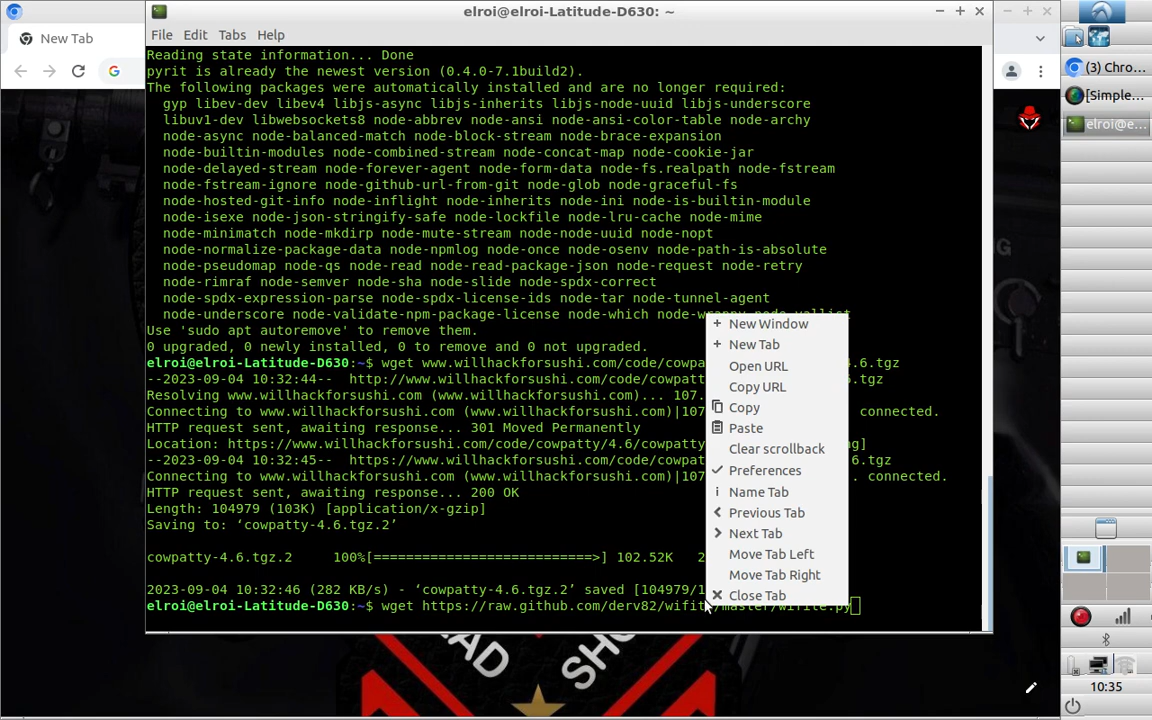 elroi@elroi-Latitude-D630: ~
New Tab
File Edit Tabs Help
Reading state information... Done
pyrit is already the newest version (0.4.0-7.1build2).
The following packages were automatically installed and are no longer required:
gyp libev-dev libev4 libjs-async libjs-inherits libjs-node-uuid libjs-underscore
libuv1-dev libwebsockets8 node-abbrev node-ansi node-ansi-color-table node-archy
node-async node-balanced-match node-block-stream node-brace-expansion
node-builtin-modules node-combined-stream node-concat-map node-cookie-jar
node-delayed-stream node-forever-agent node-form-data node-fs.realpath node-fstream
node-fstream-ignore node-github-url-from-git node-glob node-graceful-fs
node-hosted-git-info node-inflight node-inherits node-ini node-is-builtin-module
node-isexe node-json-stringify-safe node-lockfile node-lru-cache node-mime
node-minimatch node-mkdirp node-mute-stream node-node-uuid node-nopt
node-normalize-package-data node-npmlog node-once node-osenv node-path-is-absolute
node-pseudomap node-qs node-read node-read-package-json node-request node-retry
node-rimraf node-semver node-sha node-slide node-spdx-correct
node-spdx-expression-parse node-spdx-license-ids node-tar node-tunnel-agent
node-underscore node-validate-npm-package-license node-which
Use 'sudo apt autoremove' to remove them.
0 upgraded, 0 newly installed, 0 to remove and 0 not upgraded.
elroi@elroi-Latitude-D630:~$ wget www.willhackforsushi.com/code/cowpa 4.6.tgz
--2023-09-04 10:32:44-- http://www.willhackforsushi.com/code/cowpatt 6.tgz
Resolving www.willhackforsushi.com (www.willhackforsushi.com)... 107.
Connecting to www.willhackforsushi.com (www.willhackforsushi.com)|107 connected.
HTTP request sent, awaiting response... 301 Moved Permanently
Location: https://www.willhackforsushi.com/code/cowpatty/4.6/cowpatty g]
--2023-09-04 10:32:45-- https://www.willhackforsushi.com/code/cowpat 6.tgz
Connecting to www.willhackforsushi.com (www.willhackforsushi.com)|107 . connected.
HTTP request sent, awaiting response... 200 OK
Length: 104979 (103K) [application/x-gzip]
Saving to: ‘cowpatty-4.6.tgz.2’
cowpatty-4.6.tgz.2 100%[===========================>] 102.52K 2
2023-09-04 10:32:46 (282 KB/s) - ‘cowpatty-4.6.tgz.2’ saved [104979/1
elroi@elroi-Latitude-D630:~$ wget https://raw.github.com/derv82/wifite/master/wifite.py
New Window
New Tab
Open URL
Copy URL
Copy
Paste
Clear scrollback
Preferences
Name Tab
Previous Tab
Next Tab
Move Tab Left
Move Tab Right
Close Tab
(3) Chro...
[Simple...
elroi@e...
10:35
EAD
SHO
G